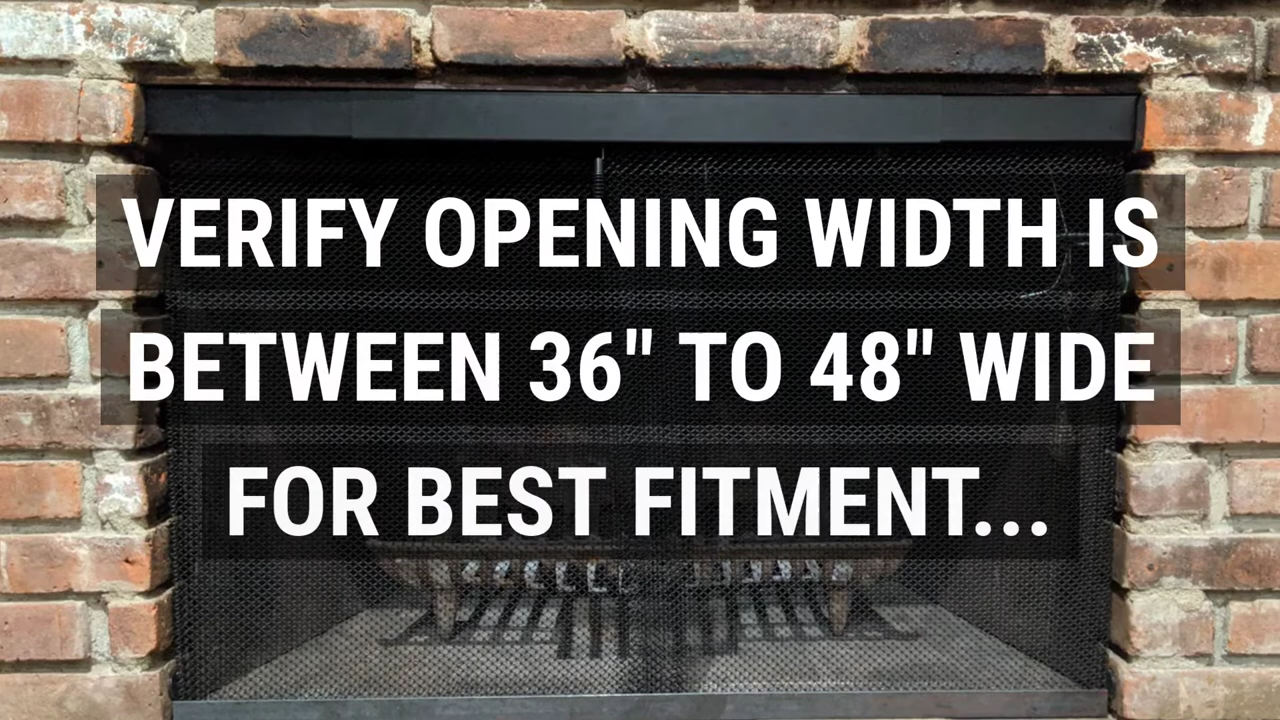 VERIFY OPENING WIDTH IS
BETWEEN 36" TO 48" WIDE
FOR BEST FITMENT...